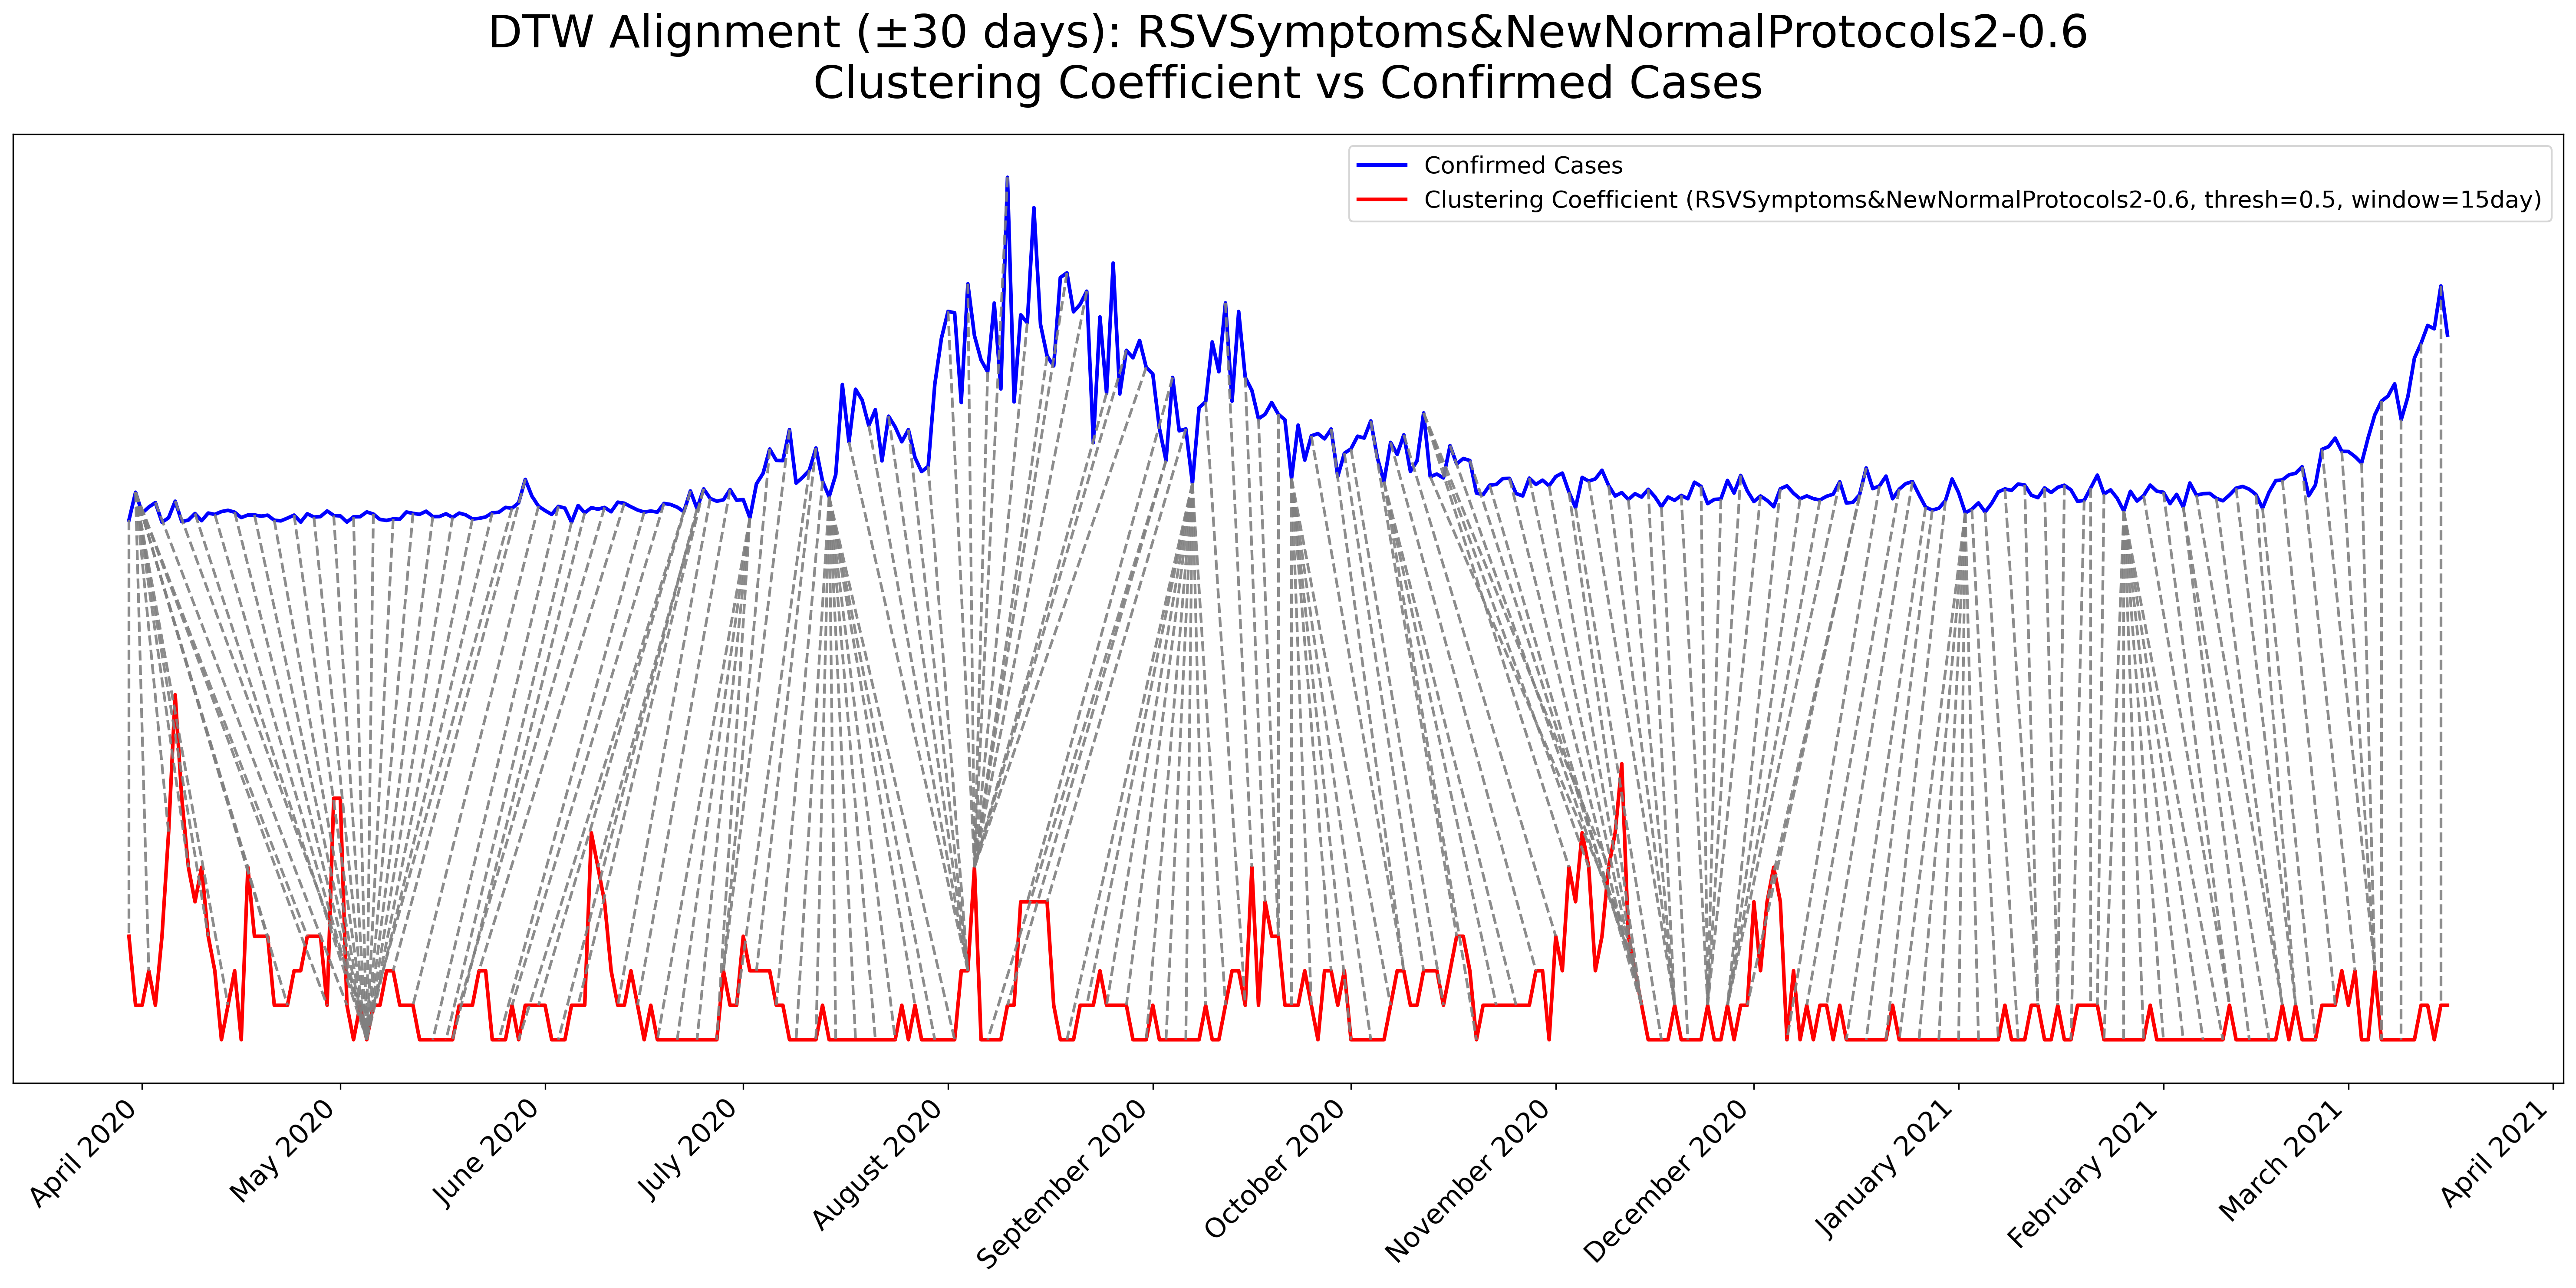 DTW Alignment (±30 days): RSVSymptoms&NewNormalProtocols2-0.6
Clustering Coefficient vs Confirmed Cases
Confirmed Cases
Clustering Coefficient (RSVSymptoms&NewNormalProtocols2-0.6, thresh=0.5, window=15day)
April 2020
May 2020
June 2020
July 2020
August 2020
September 2020
October 2020
November 2020
December 2020
January 2021
February 2021
March 2021
April 2021